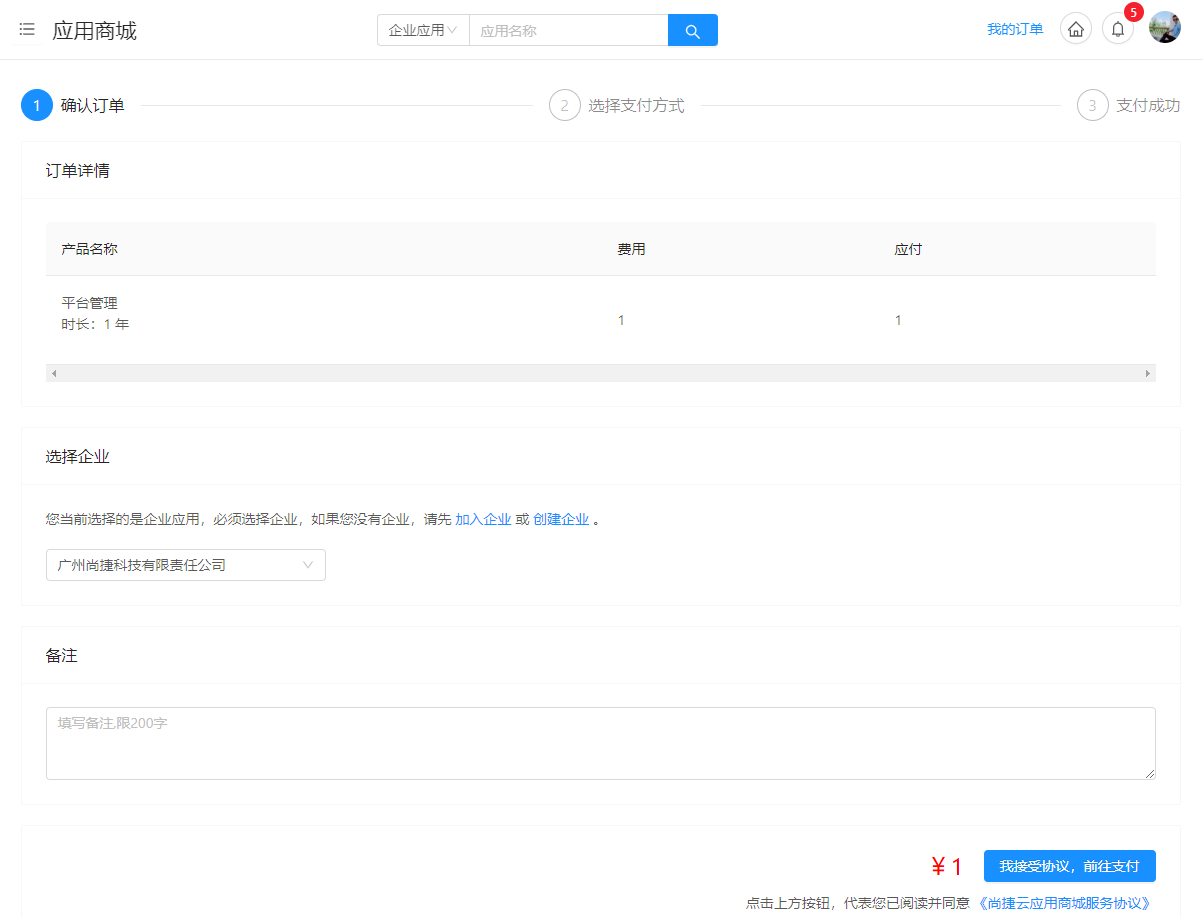 应用商城
企业应用 应用名称
我的订单
5
1 确认订单
2 选择支付方式
3 支付成功
订单详情
产品名称 费用 应付
平台管理
时长：1 年
1 1
选择企业
您当前选择的是企业应用，必须选择企业，如果您没有企业，请先 加入企业 或 创建企业 。
广州尚捷科技有限责任公司
备注
填写备注,限200字
¥ 1 我接受协议，前往支付
点击上方按钮，代表您已阅读并同意 《尚捷云应用商城服务协议》